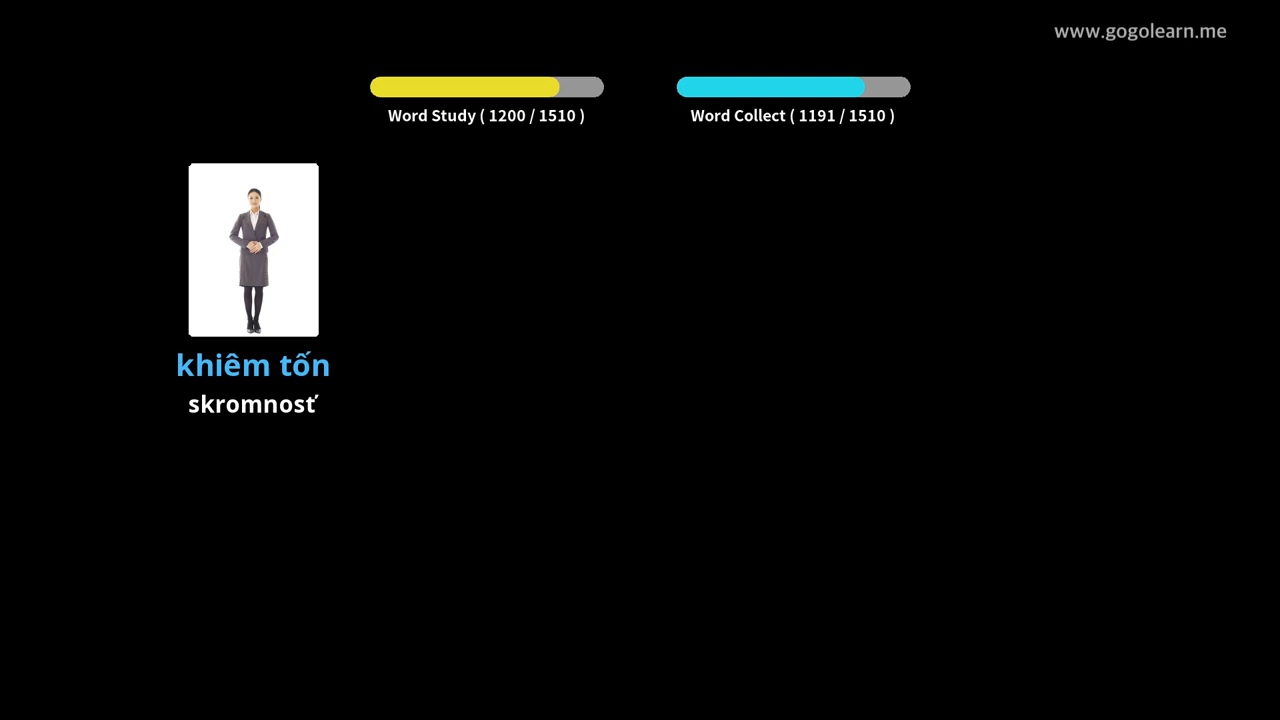 www.gogolearn.me
Word Study ( 1200 / 1510 )
Word Collect ( 1191 / 1510 )
khiêm tốn
skromnosť